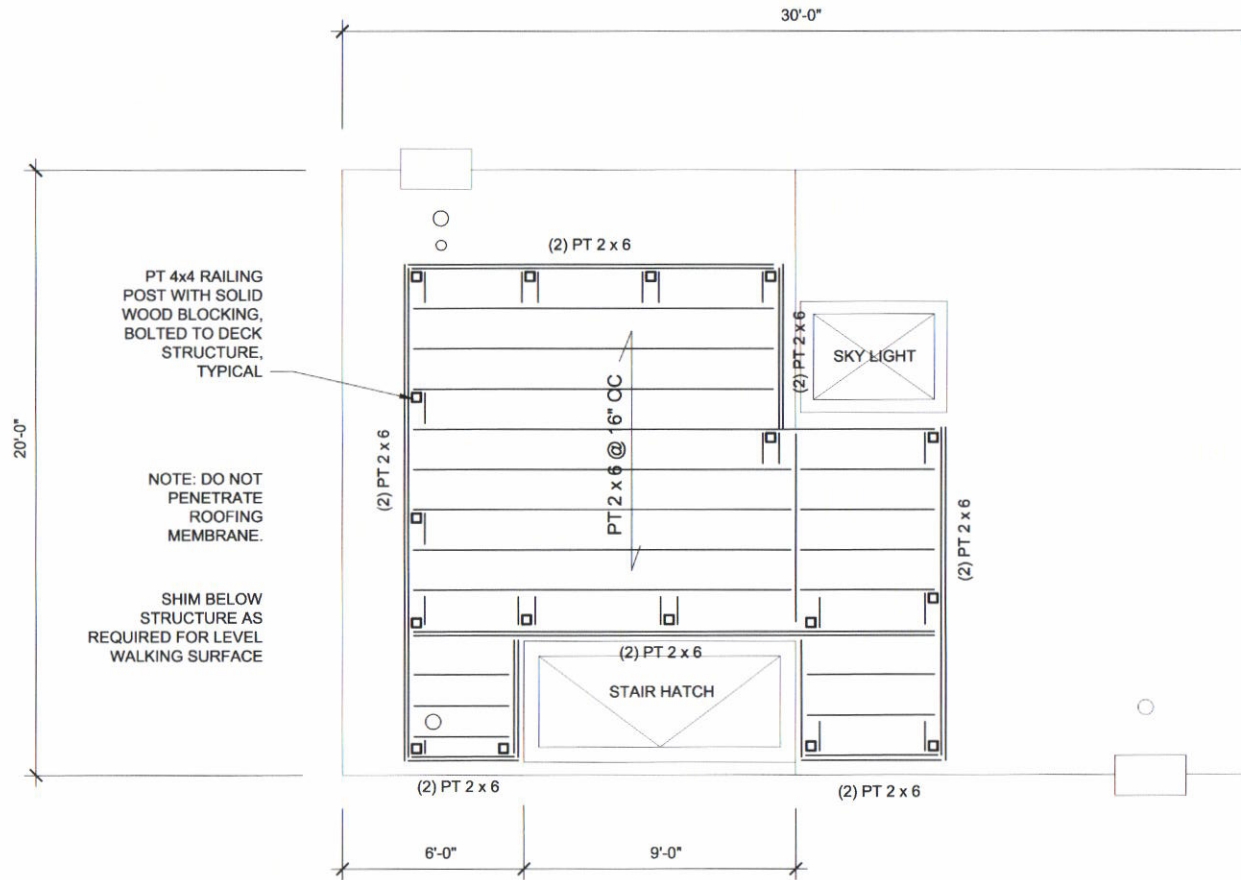 30'-0"
(2) PT 2 x 6
PT 4x4 RAILING
POST WITH SOLID
WOOD BLOCKING,
BOLTED TO DECK
STRUCTURE,
TYPICAL
(2) PT 2 x 6
SKY LIGHT
PT 2 x 6 @ 16" OC
20'-0"
(2) PT 2 x 6
NOTE: DO NOT
PENETRATE
ROOFING
MEMBRANE.
(2) PT 2 x 6
SHIM BELOW
STRUCTURE AS
REQUIRED FOR LEVEL
WALKING SURFACE
(2) PT 2 x 6
STAIR HATCH
(2) PT 2 x 6
(2) PT 2 x 6
6'-0"
9'-0"